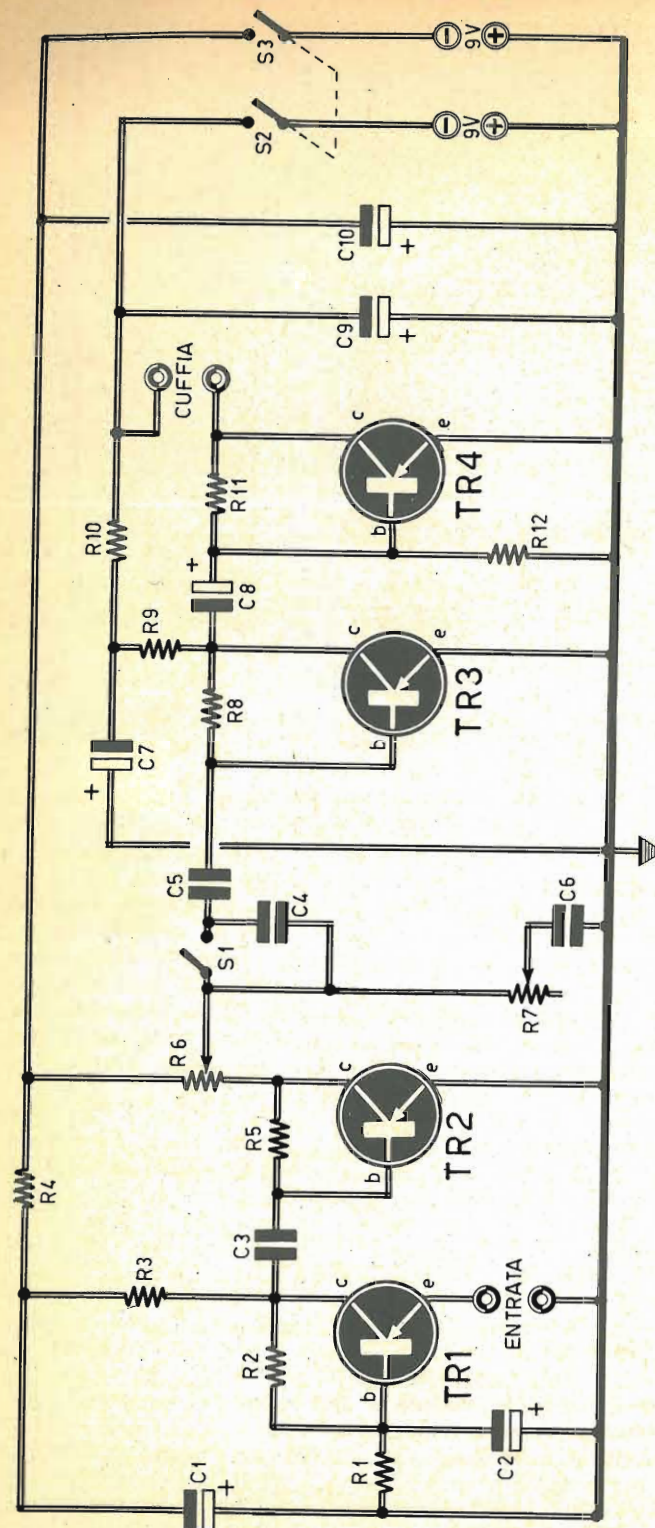 S3
−
9V
+
S2
−
9V
+
C10
+
C9
+
CUFFIA
R10
R11
c
e
b
TR4
R12
+
C8
R9
R8
c
e
b
TR3
+
C7
C5
C4
S1
C6
R7
R6
R5
c
e
b
TR2
R4
C3
R3
R2
c
e
b
TR1
ENTRATA
C1
+
R1
C2
+